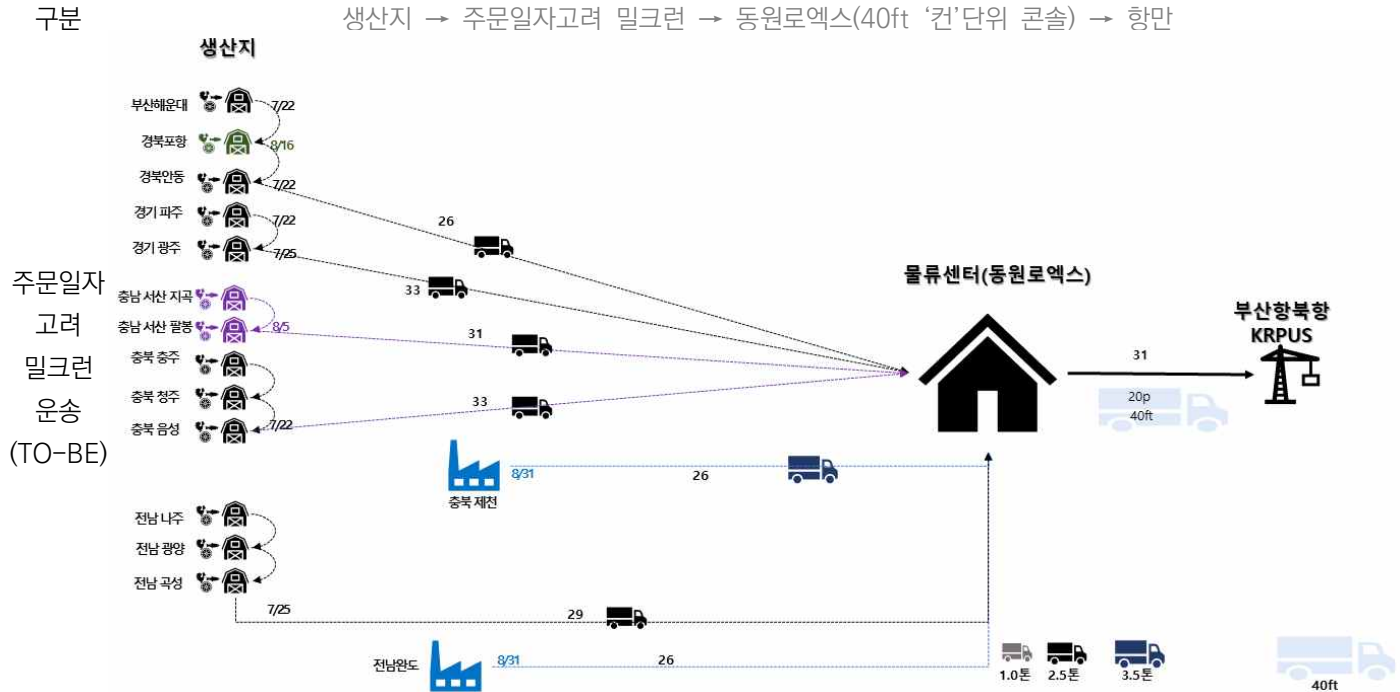 구분
생산지 → 주문일자고려 밀크런 → 동원로엑스(40ft ‘컨’단위 콘솔) → 항만
생산지
부산해운대
7/22
경북포항
8/16
경북안동
7/22
26
경기 파주
7/22
경기 광주
7/25
33
주문일자
고려
밀크런
운송
(TO-BE)
충남 서산 지곡
충남 서산 팔봉
8/5
31
충북 충주
충북 청주
충북 음성
7/22
33
물류센터(동원로엑스)
부산항북항
KRPUS
31
20p
40ft
8/31
26
충북 제천
전남 나주
전남 광양
전남 곡성
7/25
29
전남완도
8/31
26
1.0톤
2.5톤
3.5톤
40ft